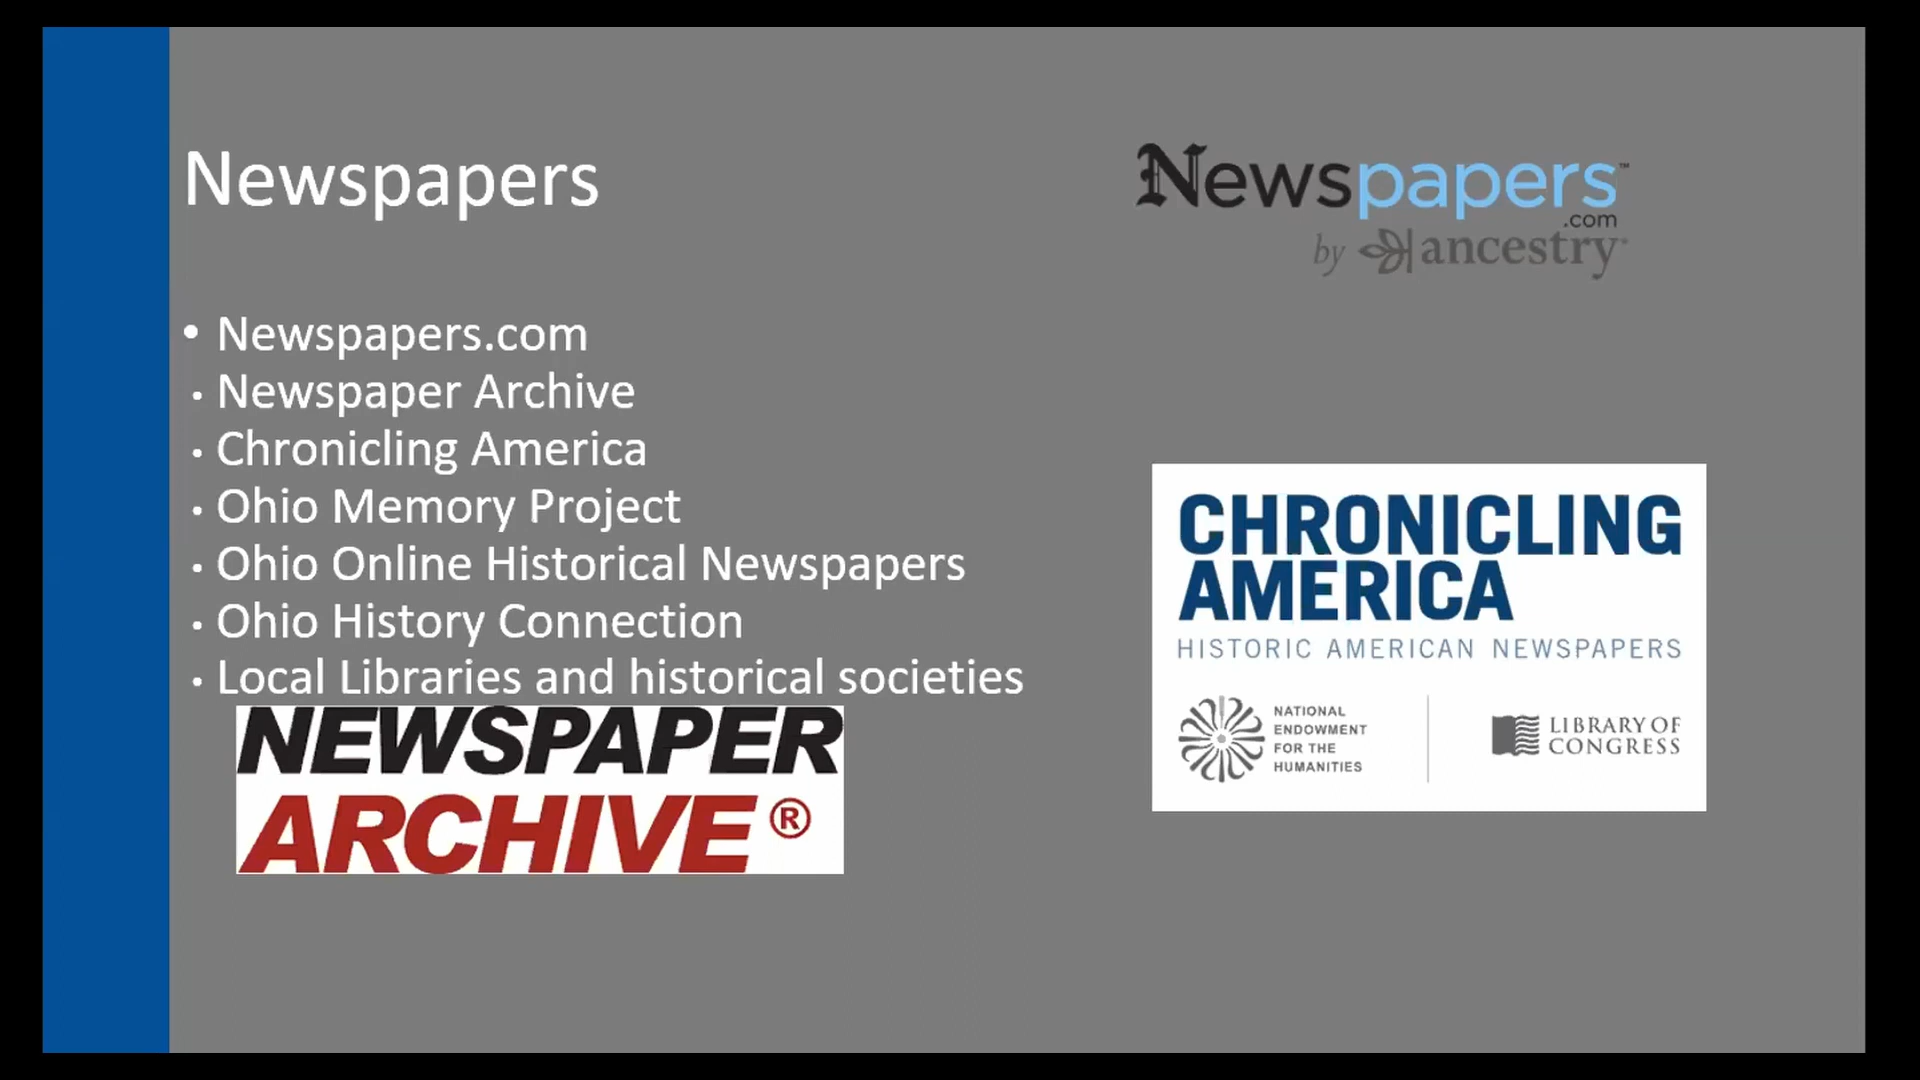 Newspapers
Newspapers™
.com
by ancestry
• Newspapers.com
• Newspaper Archive
• Chronicling America
• Ohio Memory Project
• Ohio Online Historical Newspapers
• Ohio History Connection
• Local Libraries and historical societies
NEWSPAPER
ARCHIVE®
CHRONICLING
AMERICA
HISTORIC AMERICAN NEWSPAPERS
NATIONAL
ENDOWMENT
FOR THE
HUMANITIES
LIBRARY OF
CONGRESS